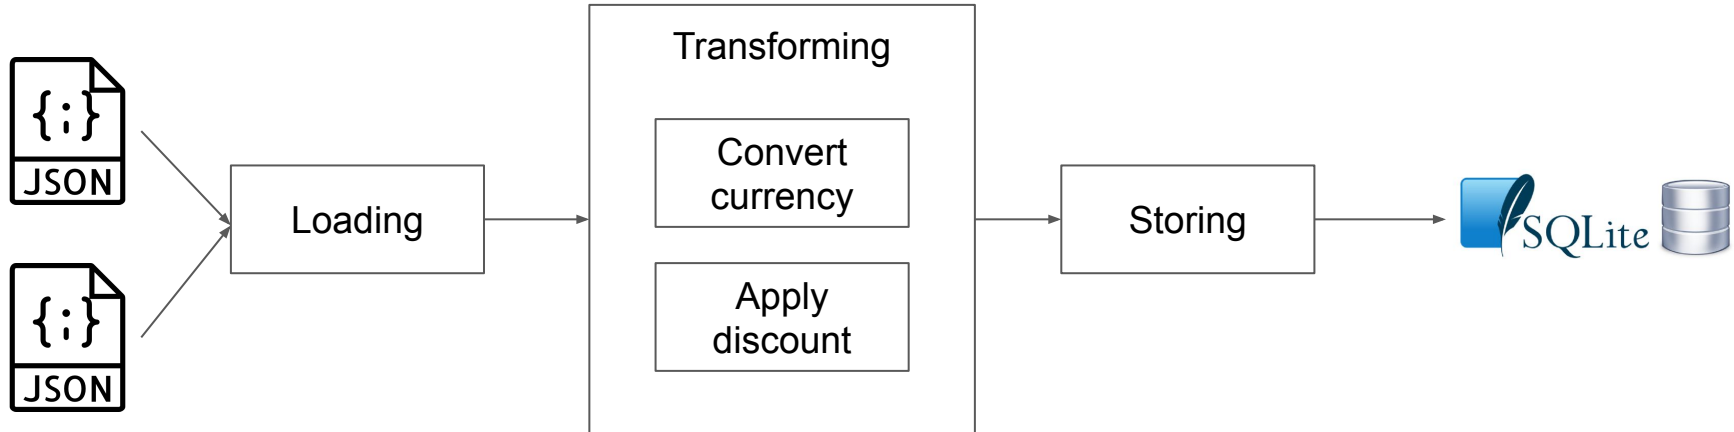 {;}
JSON
{;}
JSON
Loading
Transforming
Convert
currency
Apply
discount
Storing
SQLite